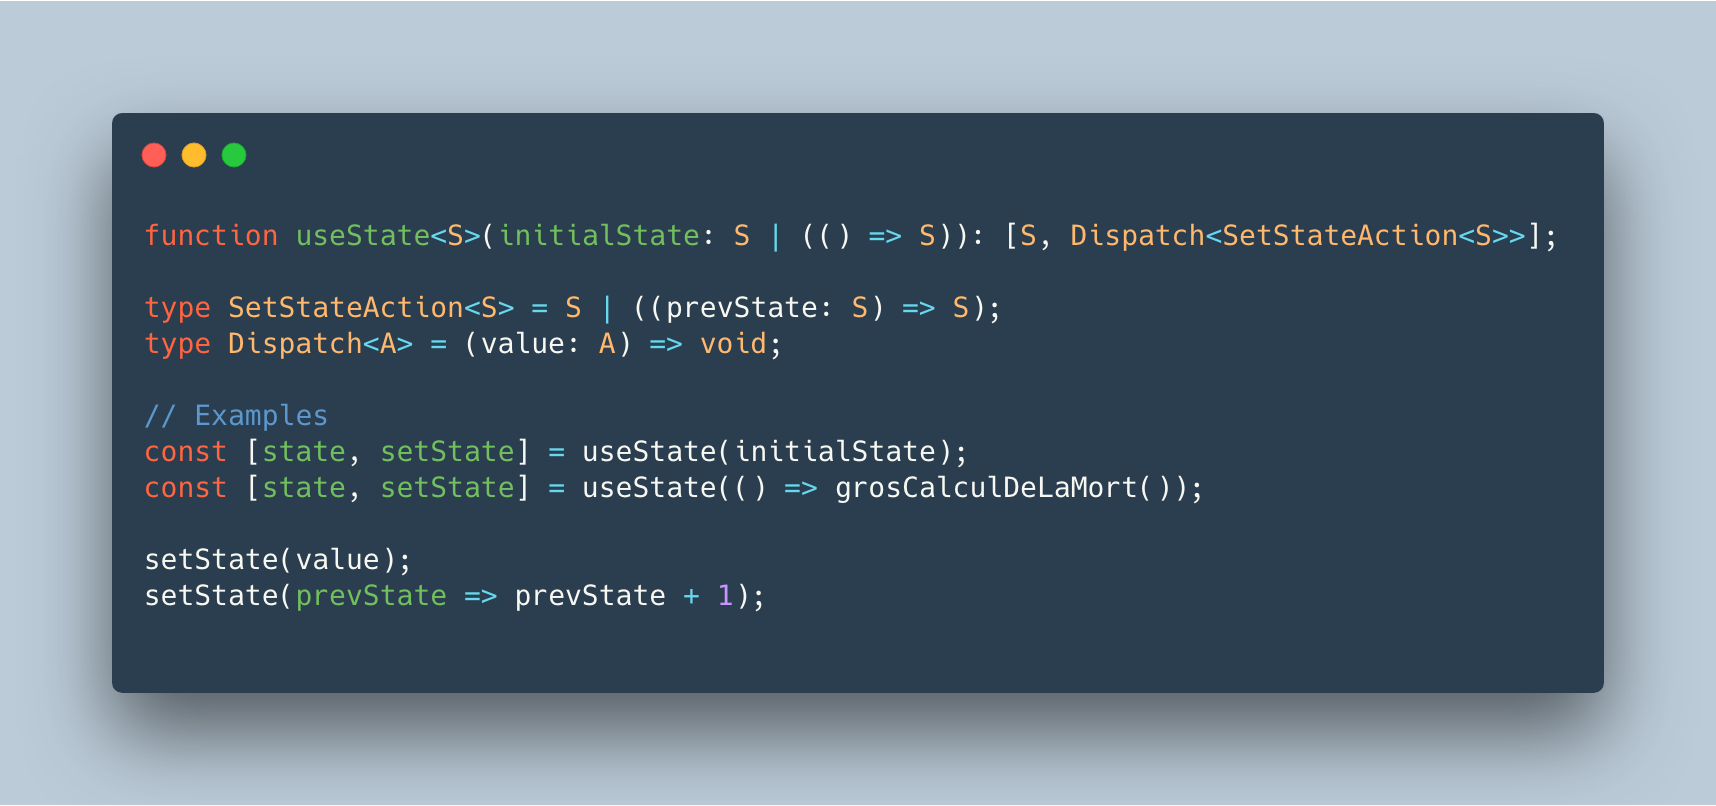 function useState<S>(initialState: S | (() => S)): [S, Dispatch<SetStateAction<S>>];
type SetStateAction<S> = S | ((prevState: S) => S);
type Dispatch<A> = (value: A) => void;
// Examples
const [state, setState] = useState(initialState);
const [state, setState] = useState(() => grosCalculDeLaMort());
setState(value);
setState(prevState => prevState + 1);